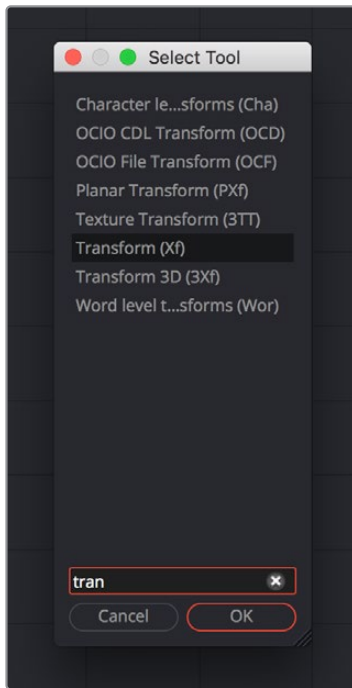 Select Tool
Character le...sforms (Cha)
OCIO CDL Transform (OCD)
OCIO File Transform (OCF)
Planar Transform (PXf)
Texture Transform (3TT)
Transform (Xf)
Transform 3D (3Xf)
Word level t...sforms (Wor)
tran
Cancel OK